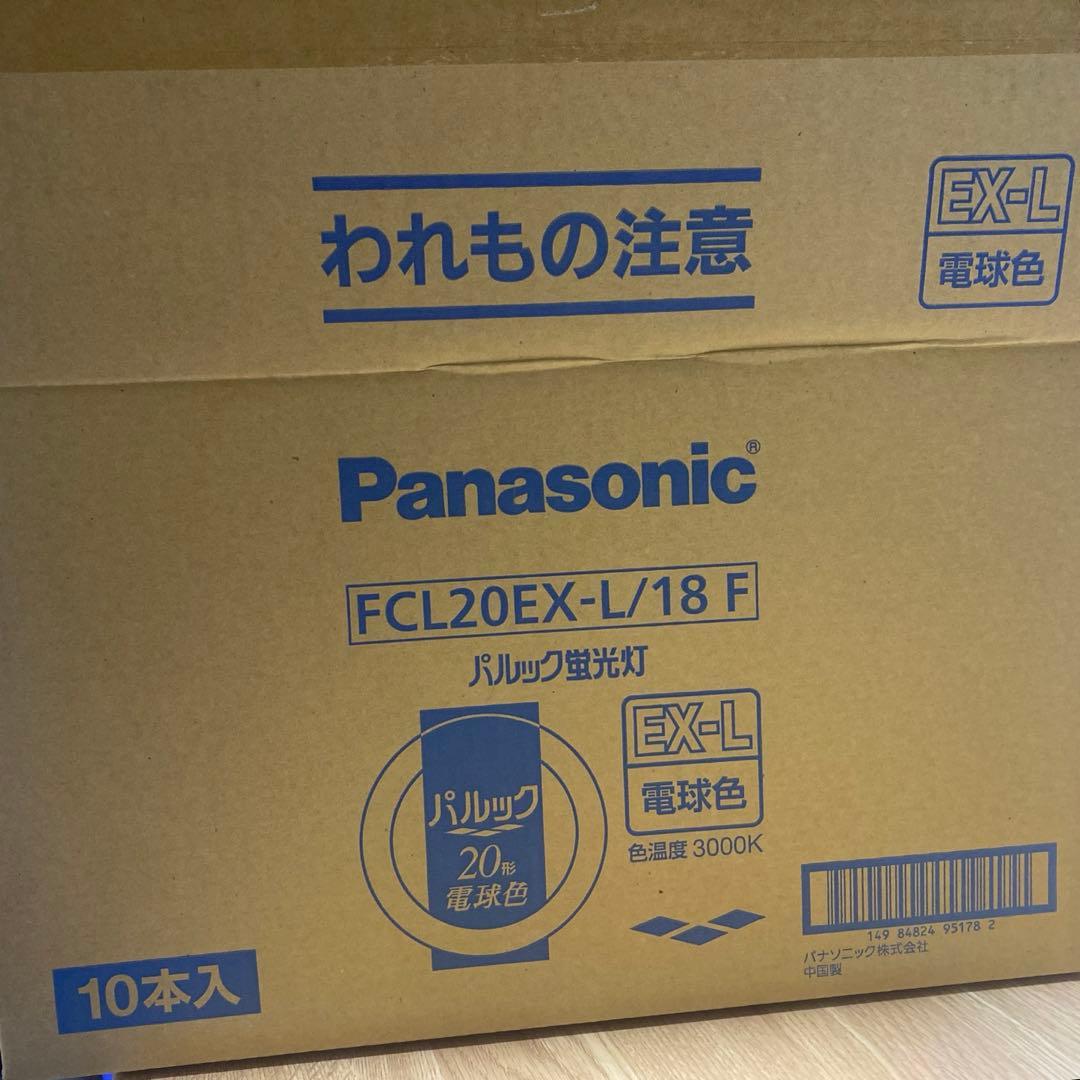 われもの注意
EX-L
電球色
Panasonic®
FCL20EX-L/18 F
パルック蛍光灯
パルック
20形
電球色
EX-L
電球色
色温度 3000K
149 84824 95178 2
パナソニック株式会社
中国製
10本入